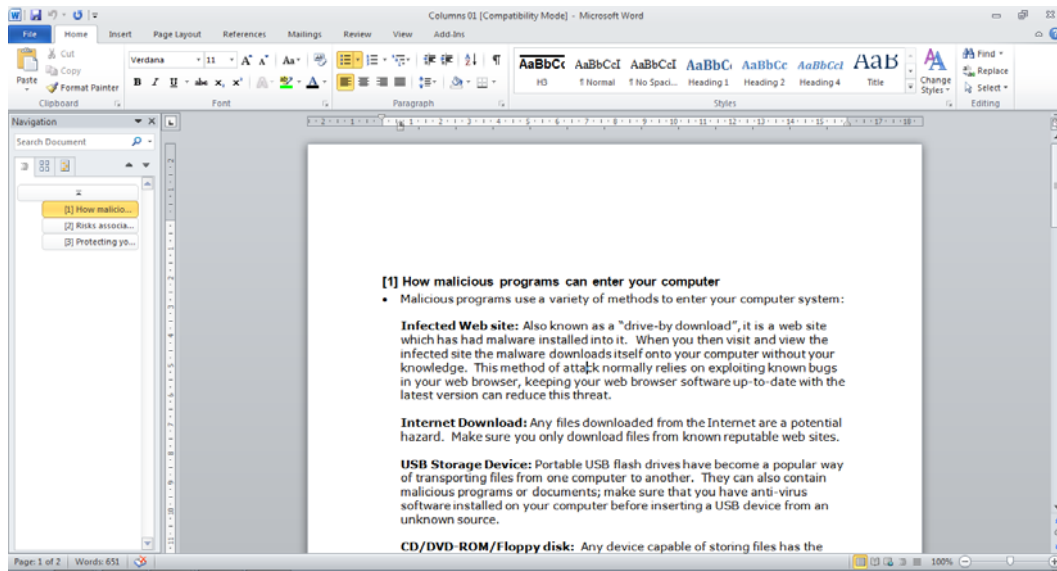 Columns 01 [Compatibility Mode] - Microsoft Word
File Home Insert Page Layout References Mailings Review View Add-Ins
Paste
Cut
Copy
Format Painter
Clipboard
Verdana 11
Font
Paragraph
AaBbCc AaBbCcI AaBbCcI AaBbC AaBbCc AaBbCcI AaB
H3 ¶ Normal ¶ No Spaci... Heading 1 Heading 2 Heading 4 Title
Change Styles
Styles
Find
Replace
Select
Editing
Navigation
Search Document
[1] How malicio...
[2] Risks associa...
[3] Protecting yo...
[1] How malicious programs can enter your computer
• Malicious programs use a variety of methods to enter your computer system:
Infected Web site: Also known as a “drive-by download”, it is a web site
which has had malware installed into it. When you then visit and view the
infected site the malware downloads itself onto your computer without your
knowledge. This method of attack normally relies on exploiting known bugs
in your web browser, keeping your web browser software up-to-date with the
latest version can reduce this threat.
Internet Download: Any files downloaded from the Internet are a potential
hazard. Make sure you only download files from known reputable web sites.
USB Storage Device: Portable USB flash drives have become a popular way
of transporting files from one computer to another. They can also contain
malicious programs or documents; make sure that you have anti-virus
software installed on your computer before inserting a USB device from an
unknown source.
CD/DVD-ROM/Floppy disk: Any device capable of storing files has the
Page: 1 of 2 Words: 651
100%